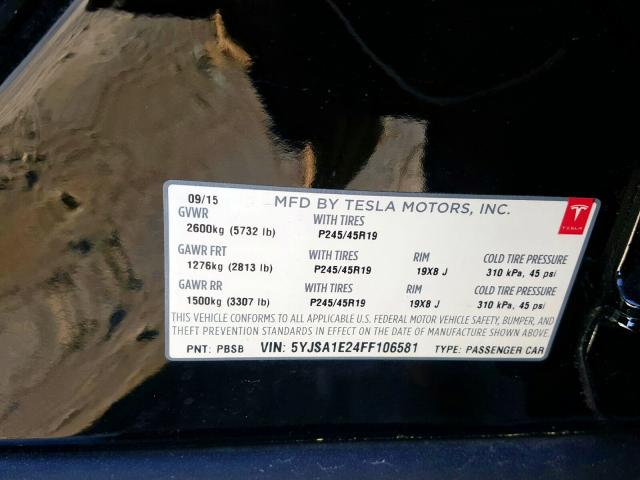 09/15 MFD BY TESLA MOTORS, INC.
GVWR WITH TIRES
2600kg (5732 lb) P245/45R19
GAWR FRT WITH TIRES RIM COLD TIRE PRESSURE
1276kg (2813 lb) P245/45R19 19X8 J 310 kPa, 45 psi
GAWR RR WITH TIRES RIM COLD TIRE PRESSURE
1500kg (3307 lb) P245/45R19 19X8 J 310 kPa, 45 psi
THIS VEHICLE CONFORMS TO ALL APPLICABLE U.S. FEDERAL MOTOR VEHICLE SAFETY, BUMPER, AND
THEFT PREVENTION STANDARDS IN EFFECT ON THE DATE OF MANUFACTURE SHOWN ABOVE.
PNT: PBSB VIN: 5YJSA1E24FF106581 TYPE: PASSENGER CAR
TESLA